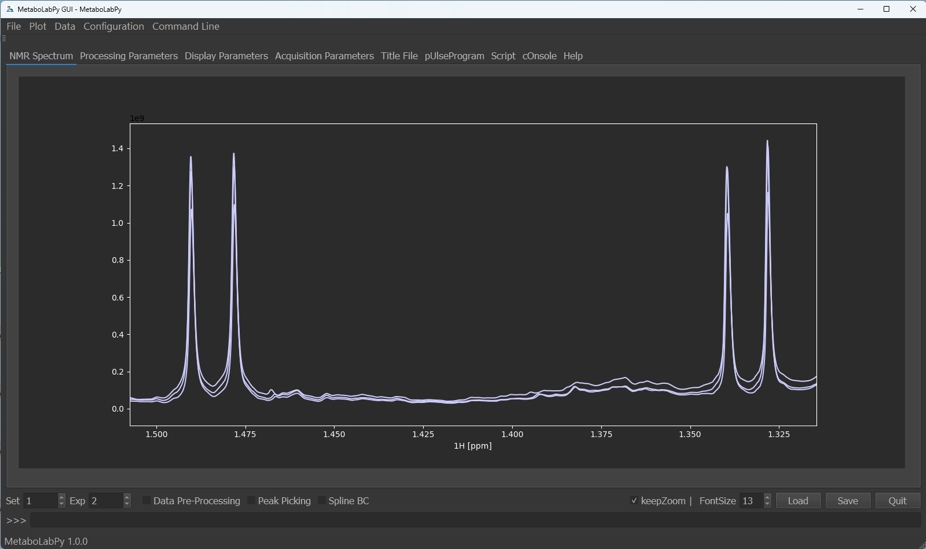 MetaboLabPy GUI - MetaboLabPy
File Plot Data Configuration Command Line
NMR Spectrum Processing Parameters Display Parameters Acquisition Parameters Title File pUlseProgram Script cOnsole Help
1e9
1.4
1.2
1.0
0.8
0.6
0.4
0.2
0.0
1.500 1.475 1.450 1.425 1.400 1.375 1.350 1.325
1H [ppm]
Set 1 Exp 2 Data Pre-Processing Peak Picking Spline BC keepZoom | FontSize 13 Load Save Quit
>>>
MetaboLabPy 1.0.0